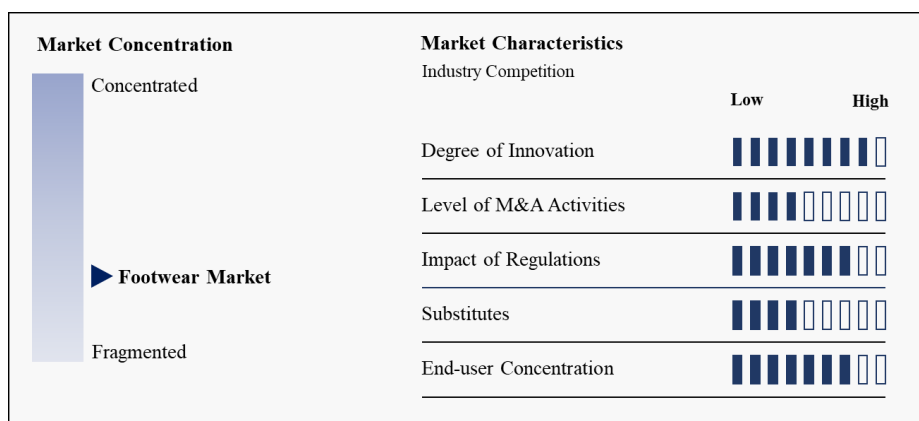 Market Concentration
Concentrated
Footwear Market
Fragmented
Market Characteristics
Industry Competition
Low High
Degree of Innovation
Level of M&A Activities
Impact of Regulations
Substitutes
End-user Concentration